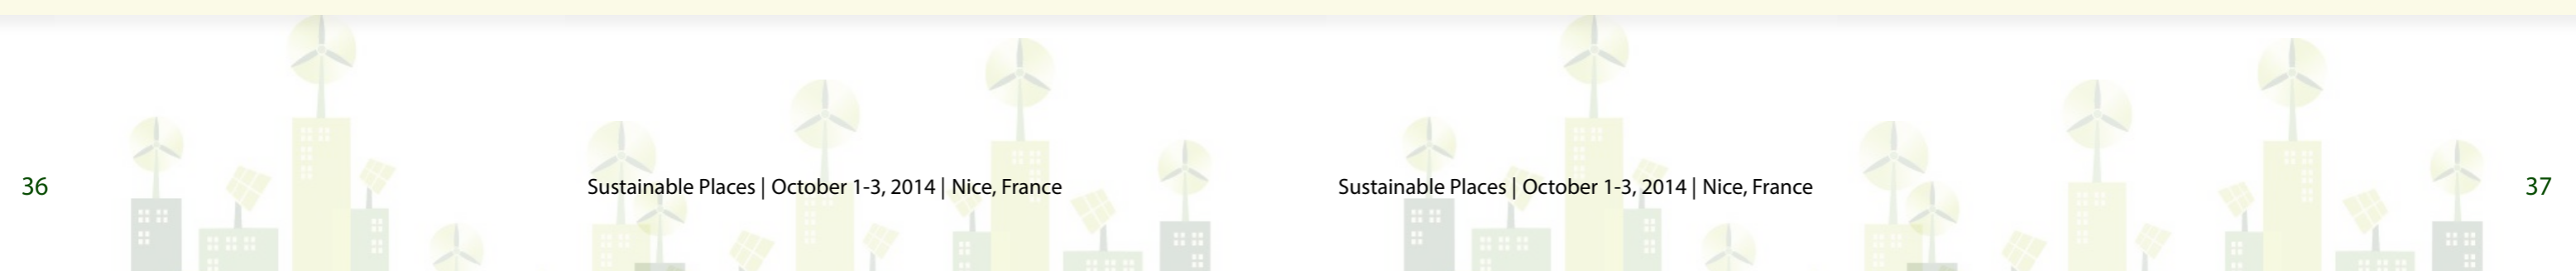 36
Sustainable Places | October 1-3, 2014 | Nice, France
Sustainable Places | October 1-3, 2014 | Nice, France
37